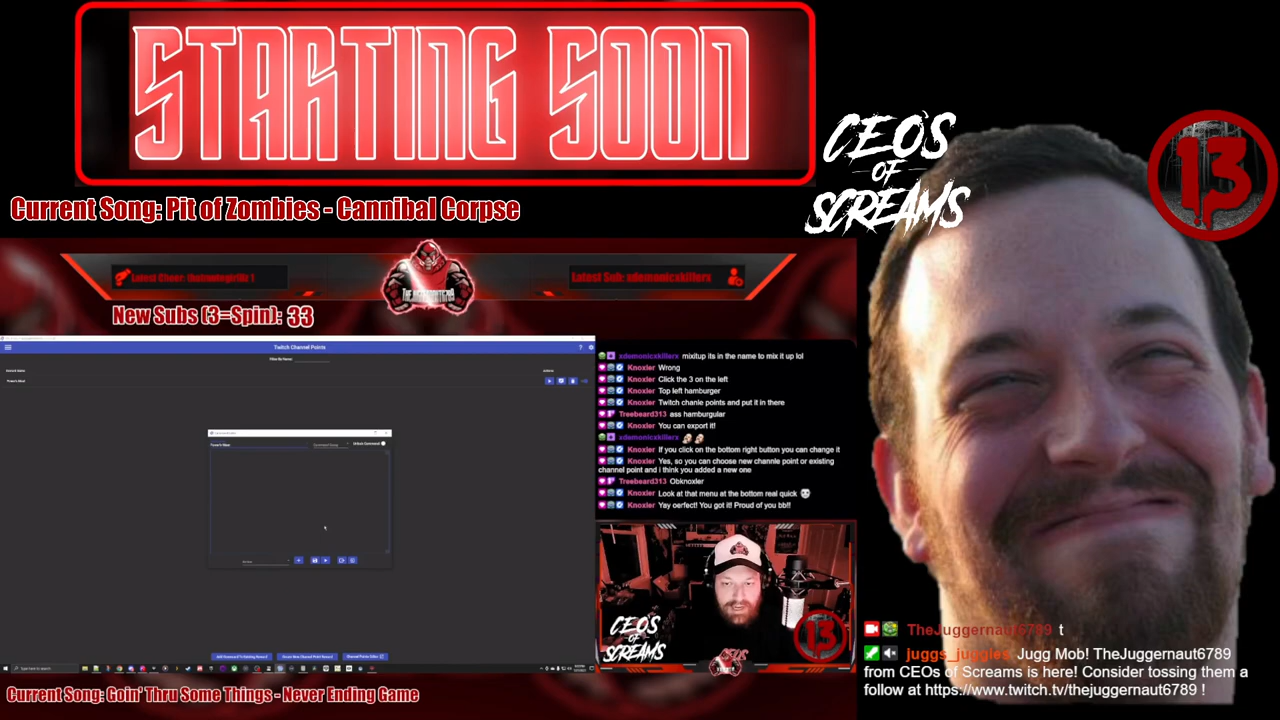 STARTING SOON
CEO'S
OF
SCREAMS
13
Current Song: Pit of Zombies - Cannibal Corpse
Latest Sub: xdemonicxkillers
New Subs (3=Spin): 33
Twitch Channel Points
xdemonicxkillerx mixitup its in the name to mix it up lol
Knoxler Wrong
Knoxler Click the 3 on the left
Knoxler Top left hamburger
Knoxler Twitch chanle points and put it in there
Treebeard313 ass hamburgular
Knoxler You can export it!
xdemonicxkillerx
Knoxler If you click on the bottom right button you can change it
Knoxler Yes, so you can choose new channle point or existing
channel point and i think you added a new one
Treebeard313 Obknoxler
Knoxler Look at that menu at the bottom real quick
Knoxler Yay oerfect! You got it! Proud of you bb!!
CEO'S
OF
SCREAMS
13
TheJuggernaut6789 t
juggs_juggles Jugg Mob! TheJuggernaut6789
from CEOs of Screams is here! Consider tossing them a
follow at https://www.twitch.tv/thejuggernaut6789 !
Current Song: Goin' Thru Some Things - Never Ending Game